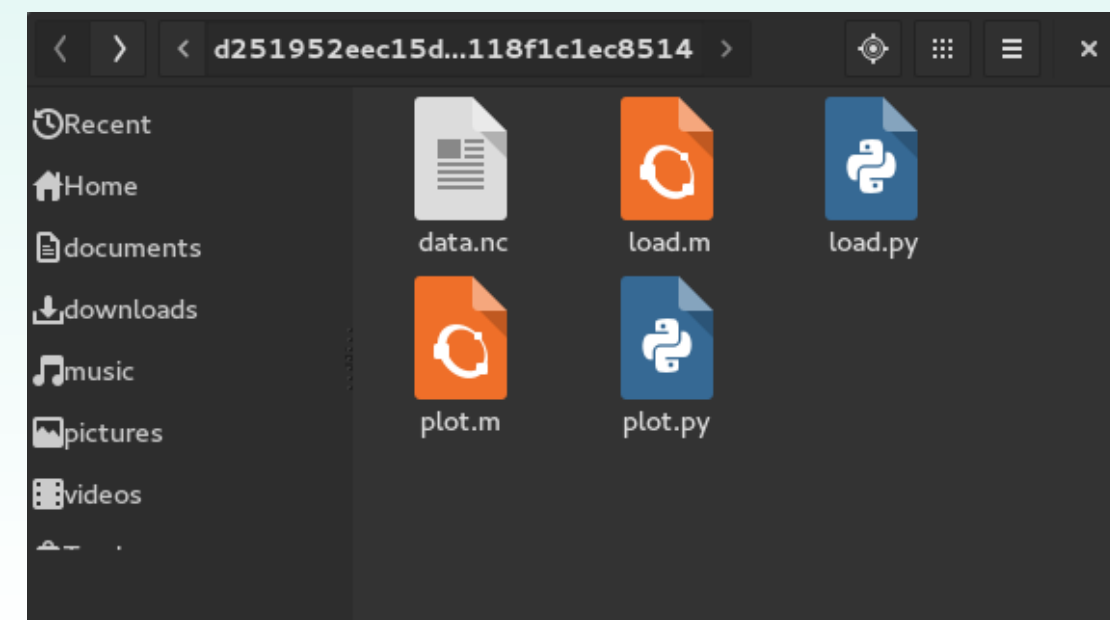 d251952eec15d...118f1c1ec8514
Recent
Home
documents
downloads
music
pictures
videos
data.nc
load.m
load.py
plot.m
plot.py